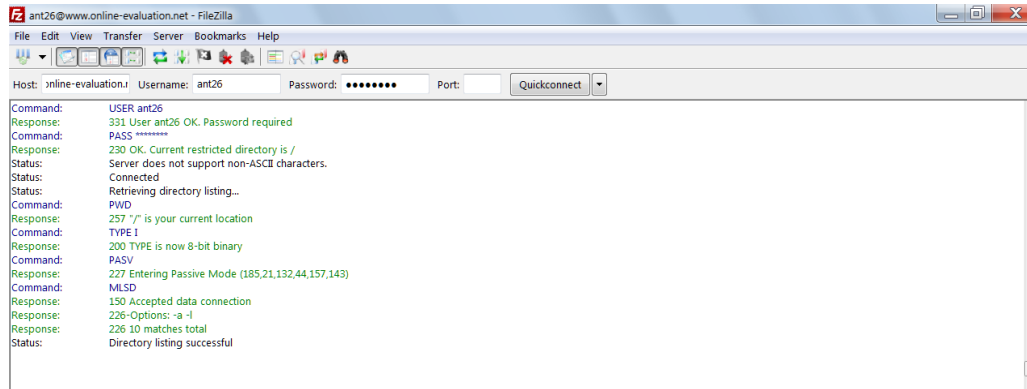 ant26@www.online-evaluation.net - FileZilla
File Edit View Transfer Server Bookmarks Help
Host: online-evaluation.r Username: ant26 Password: ●●●●●●●● Port: Quickconnect
Command: USER ant26
Response: 331 User ant26 OK. Password required
Command: PASS ********
Response: 230 OK. Current restricted directory is /
Status: Server does not support non-ASCII characters.
Status: Connected
Status: Retrieving directory listing...
Command: PWD
Response: 257 "/" is your current location
Command: TYPE I
Response: 200 TYPE is now 8-bit binary
Command: PASV
Response: 227 Entering Passive Mode (185,21,132,44,157,143)
Command: MLSD
Response: 150 Accepted data connection
Response: 226-Options: -a -l
Response: 226 10 matches total
Status: Directory listing successful